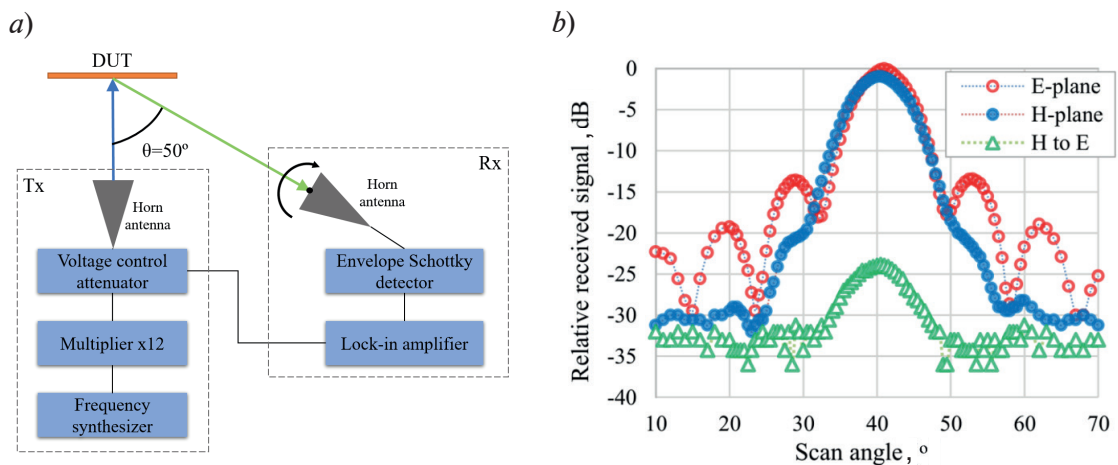 a)
DUT
θ=50º
Tx
Rx
Horn
antenna
Horn
antenna
Voltage control
attenuator
Envelope Schottky
detector
Multiplier x12
Lock-in amplifier
Frequency
synthesizer
b)
Relative received signal, dB
0
-5
-10
-15
-20
-25
-30
-35
-40
E-plane
H-plane
H to E
10 20 30 40 50 60 70
Scan angle, °